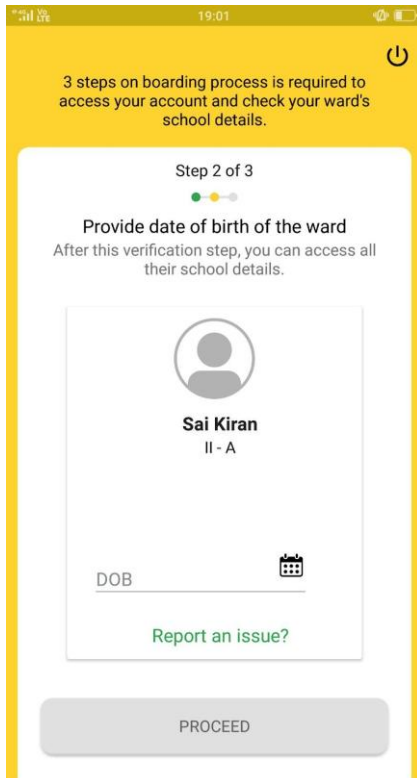 19:01
3 steps on boarding process is required to
access your account and check your ward's
school details.
Step 2 of 3
Provide date of birth of the ward
After this verification step, you can access all
their school details.
Sai Kiran
II - A
DOB
Report an issue?
PROCEED